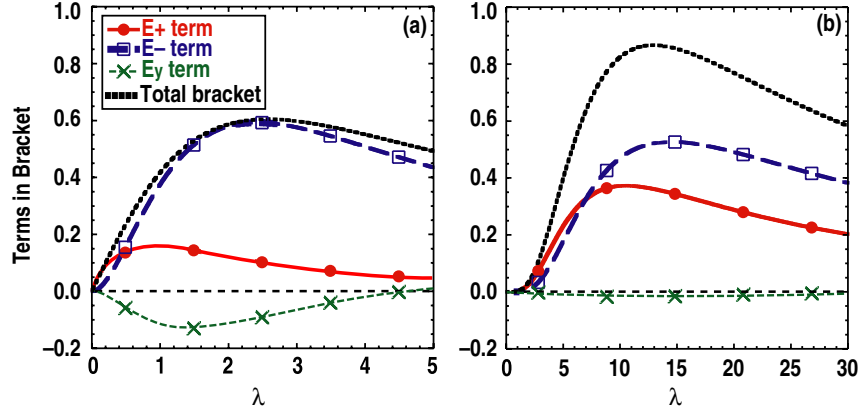 1.0
0.8
0.6
0.4
0.2
0.0
−0.2
Terms in Bracket
(a)
E+ term
E− term
Ey term
Total bracket
0 1 2 3 4 5
λ
1.0
0.8
0.6
0.4
0.2
0.0
−0.2
(b)
0 5 10 15 20 25 30
λ